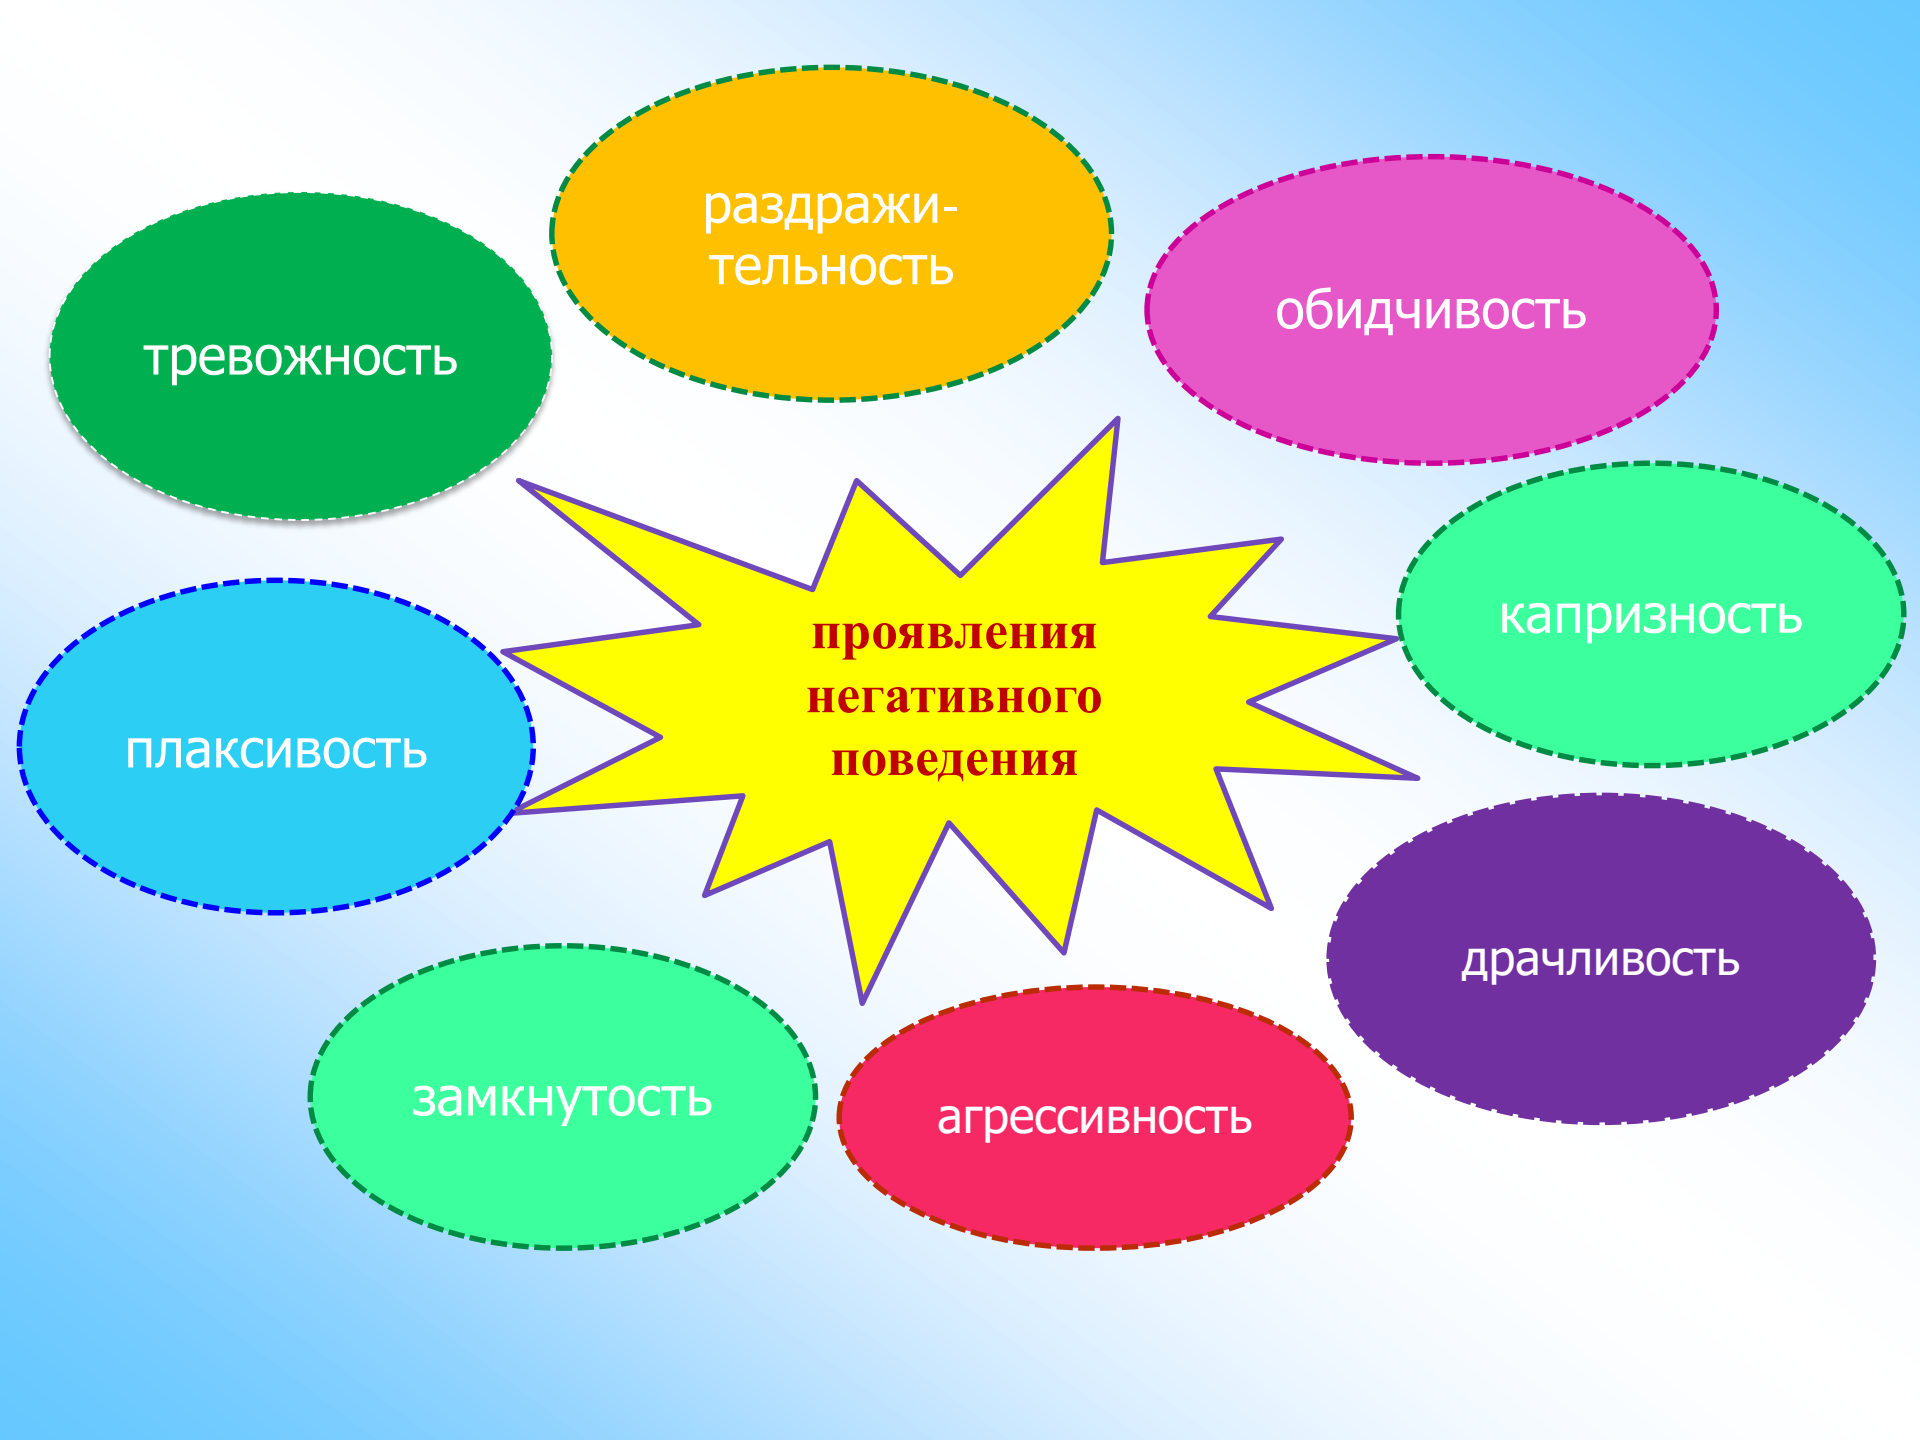 раздражи-
тельность
обидчивость
тревожность
капризность
проявления
негативного
поведения
плаксивость
драчливость
замкнутость
агрессивность